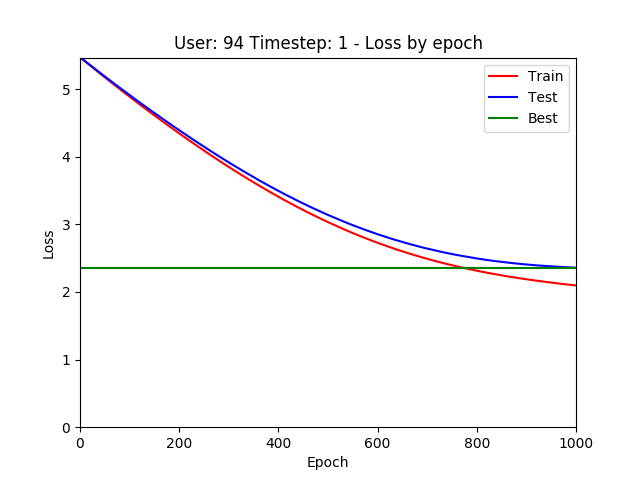 User: 94 Timestep: 1 - Loss by epoch
Train
Test
Best
Loss
5
4
3
2
1
0
0 200 400 600 800 1000
Epoch